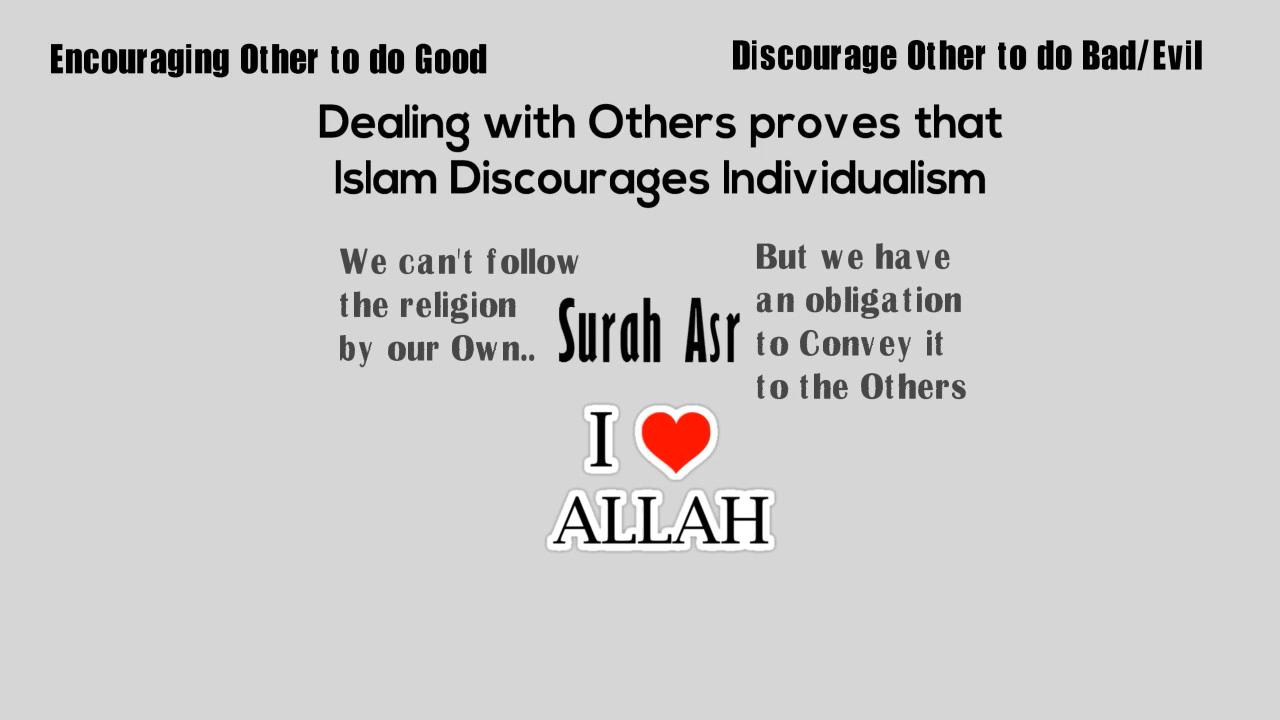 Encouraging Other to do Good
Discourage Other to do Bad/Evil
Dealing with Others proves that
Islam Discourages Individualism
We can't follow
the religion
by our Own..
Surah Asr
But we have
an obligation
to Convey it
to the Others
I ❤
ALLAH